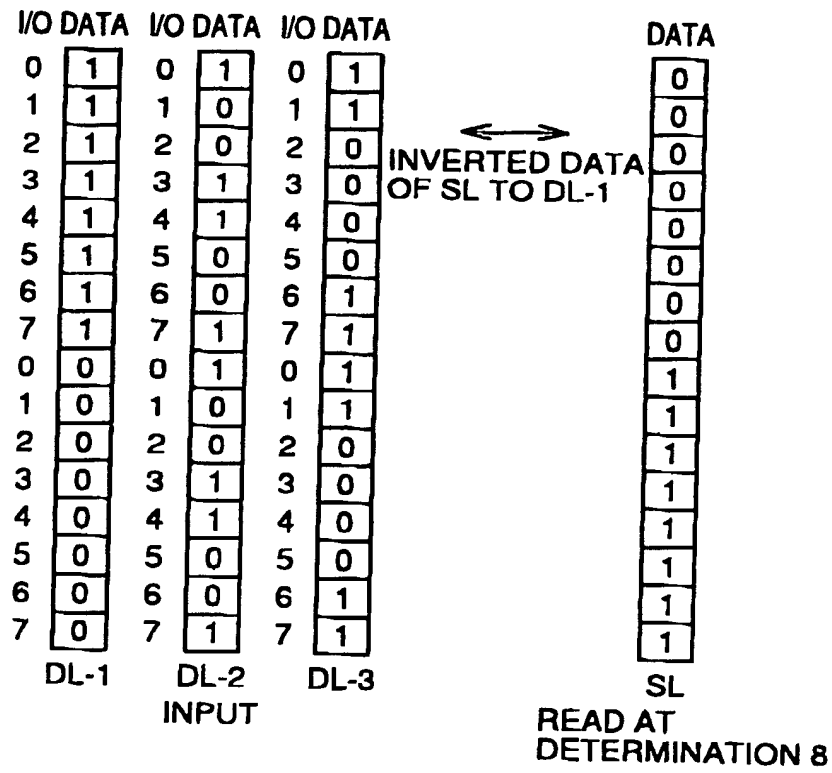 I/O DATA I/O DATA I/O DATA DATA
0 1 0 1 0 1 0
1 1 1 0 1 1 0
2 1 2 0 2 0 0
3 1 3 1 3 0 0
4 1 4 1 4 0 0
5 1 5 0 5 0 0
6 1 6 0 6 1 0
7 1 7 1 7 1 0
0 0 0 1 0 1 1
1 0 1 0 1 1 1
2 0 2 0 2 0 1
3 0 3 1 3 0 1
4 0 4 1 4 0 1
5 0 5 0 5 0 1
6 0 6 0 6 1 1
7 0 7 1 7 1 1
INVERTED DATA
OF SL TO DL-1
DL-1 DL-2 DL-3 SL
INPUT
READ AT
DETERMINATION 8